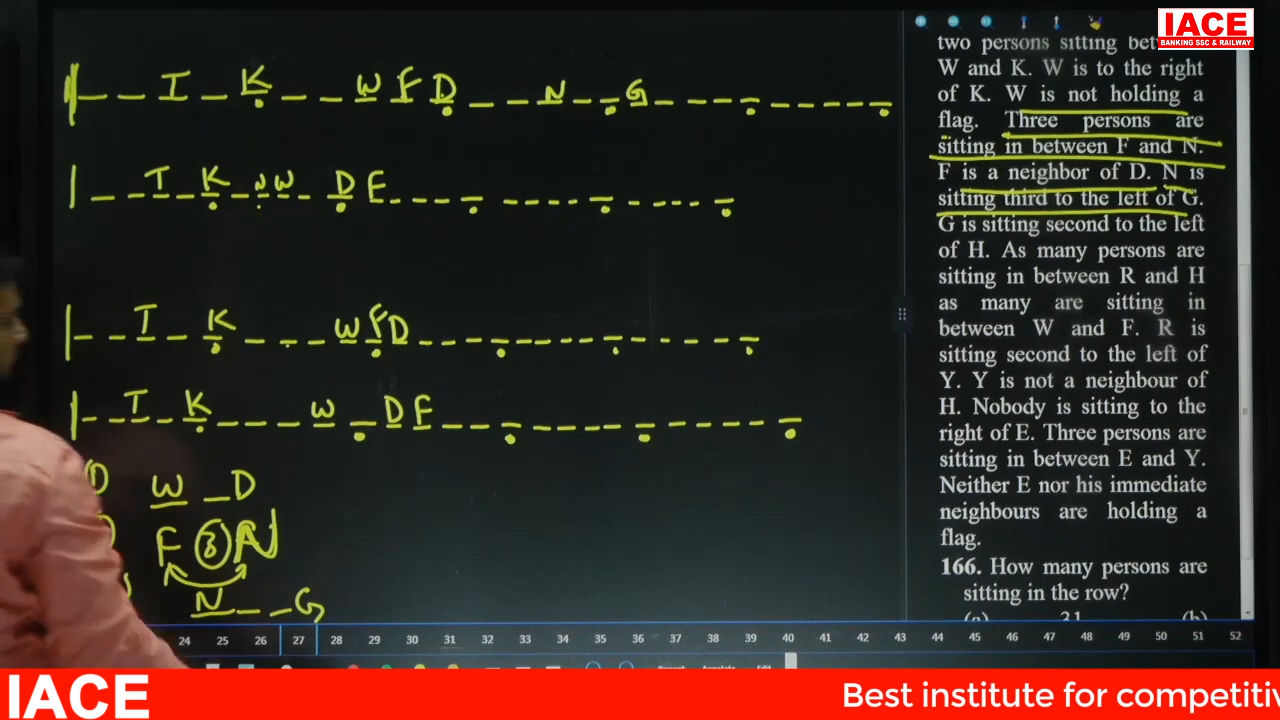 IACE
BANKING SSC & RAILWAY
I K W F D N G
T K N W D F
T K W F D
T K W D F
W _ D
F 3 N
N _ _ G
W and K. W is to the right
of K. W is not holding a
flag. Three persons are
sitting in between F and N.
F is a neighbor of D. N is
sitting third to the left of G.
G is sitting second to the left
of H. As many persons are
sitting in between R and H
as many are sitting in
between W and F. R is
sitting second to the left of
Y. Y is not a neighbour of
H. Nobody is sitting to the
right of E. Three persons are
sitting in between E and Y.
Neither E nor his immediate
neighbours are holding a
flag.
166. How many persons are
sitting in the row?
24 25 26 27 28 29 30 31 32 33 34 35 36 37 38 39 40 41 42 43 44 45 46 47 48 49 50 51 52
IACE
Best institute for